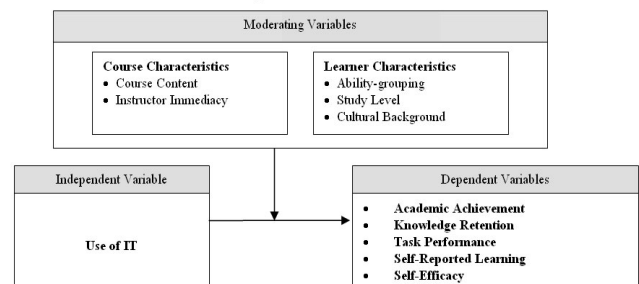 Moderating Variables
Course Characteristics
• Course Content
• Instructor Immediacy
Learner Characteristics
• Ability-grouping
• Study Level
• Cultural Background
Independent Variable
Use of IT
Dependent Variables
• Academic Achievement
• Knowledge Retention
• Task Performance
• Self-Reported Learning
• Self-Efficacy